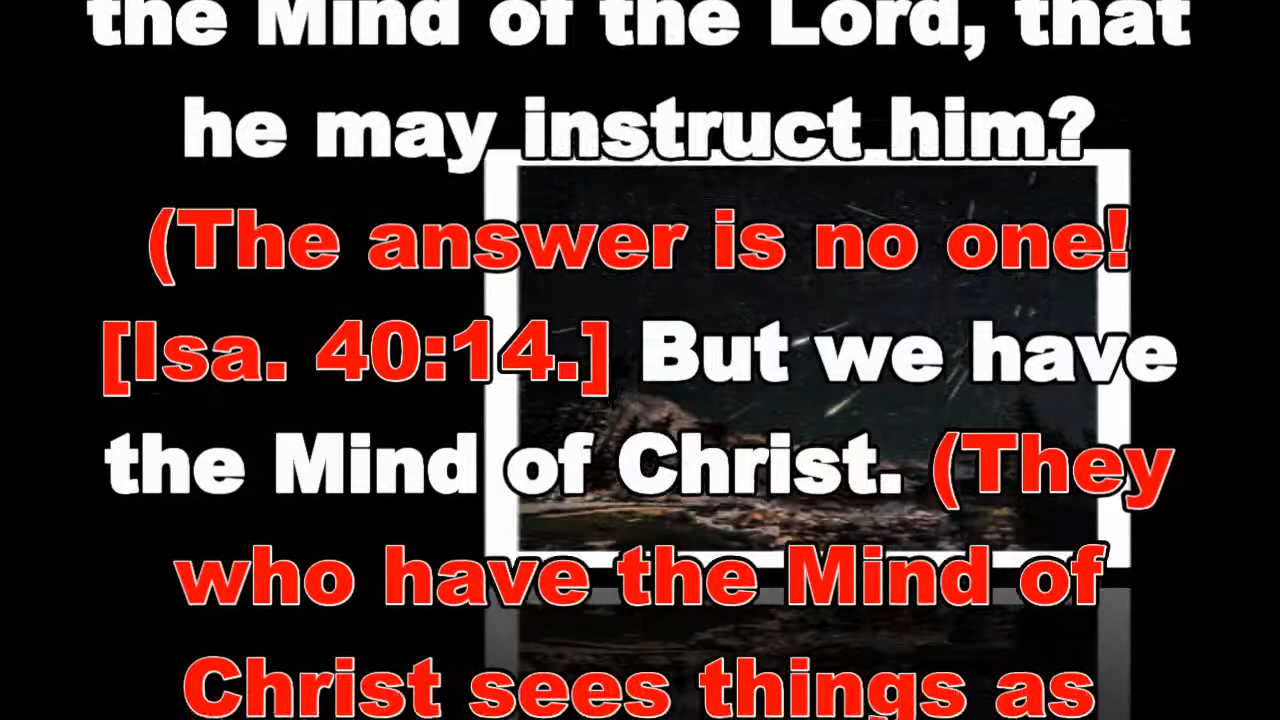 the Mind of the Lord, that
he may instruct him?
(The answer is no one!
[Isa. 40:14.] But we have
the Mind of Christ. (They
who have the Mind of
Christ sees things as